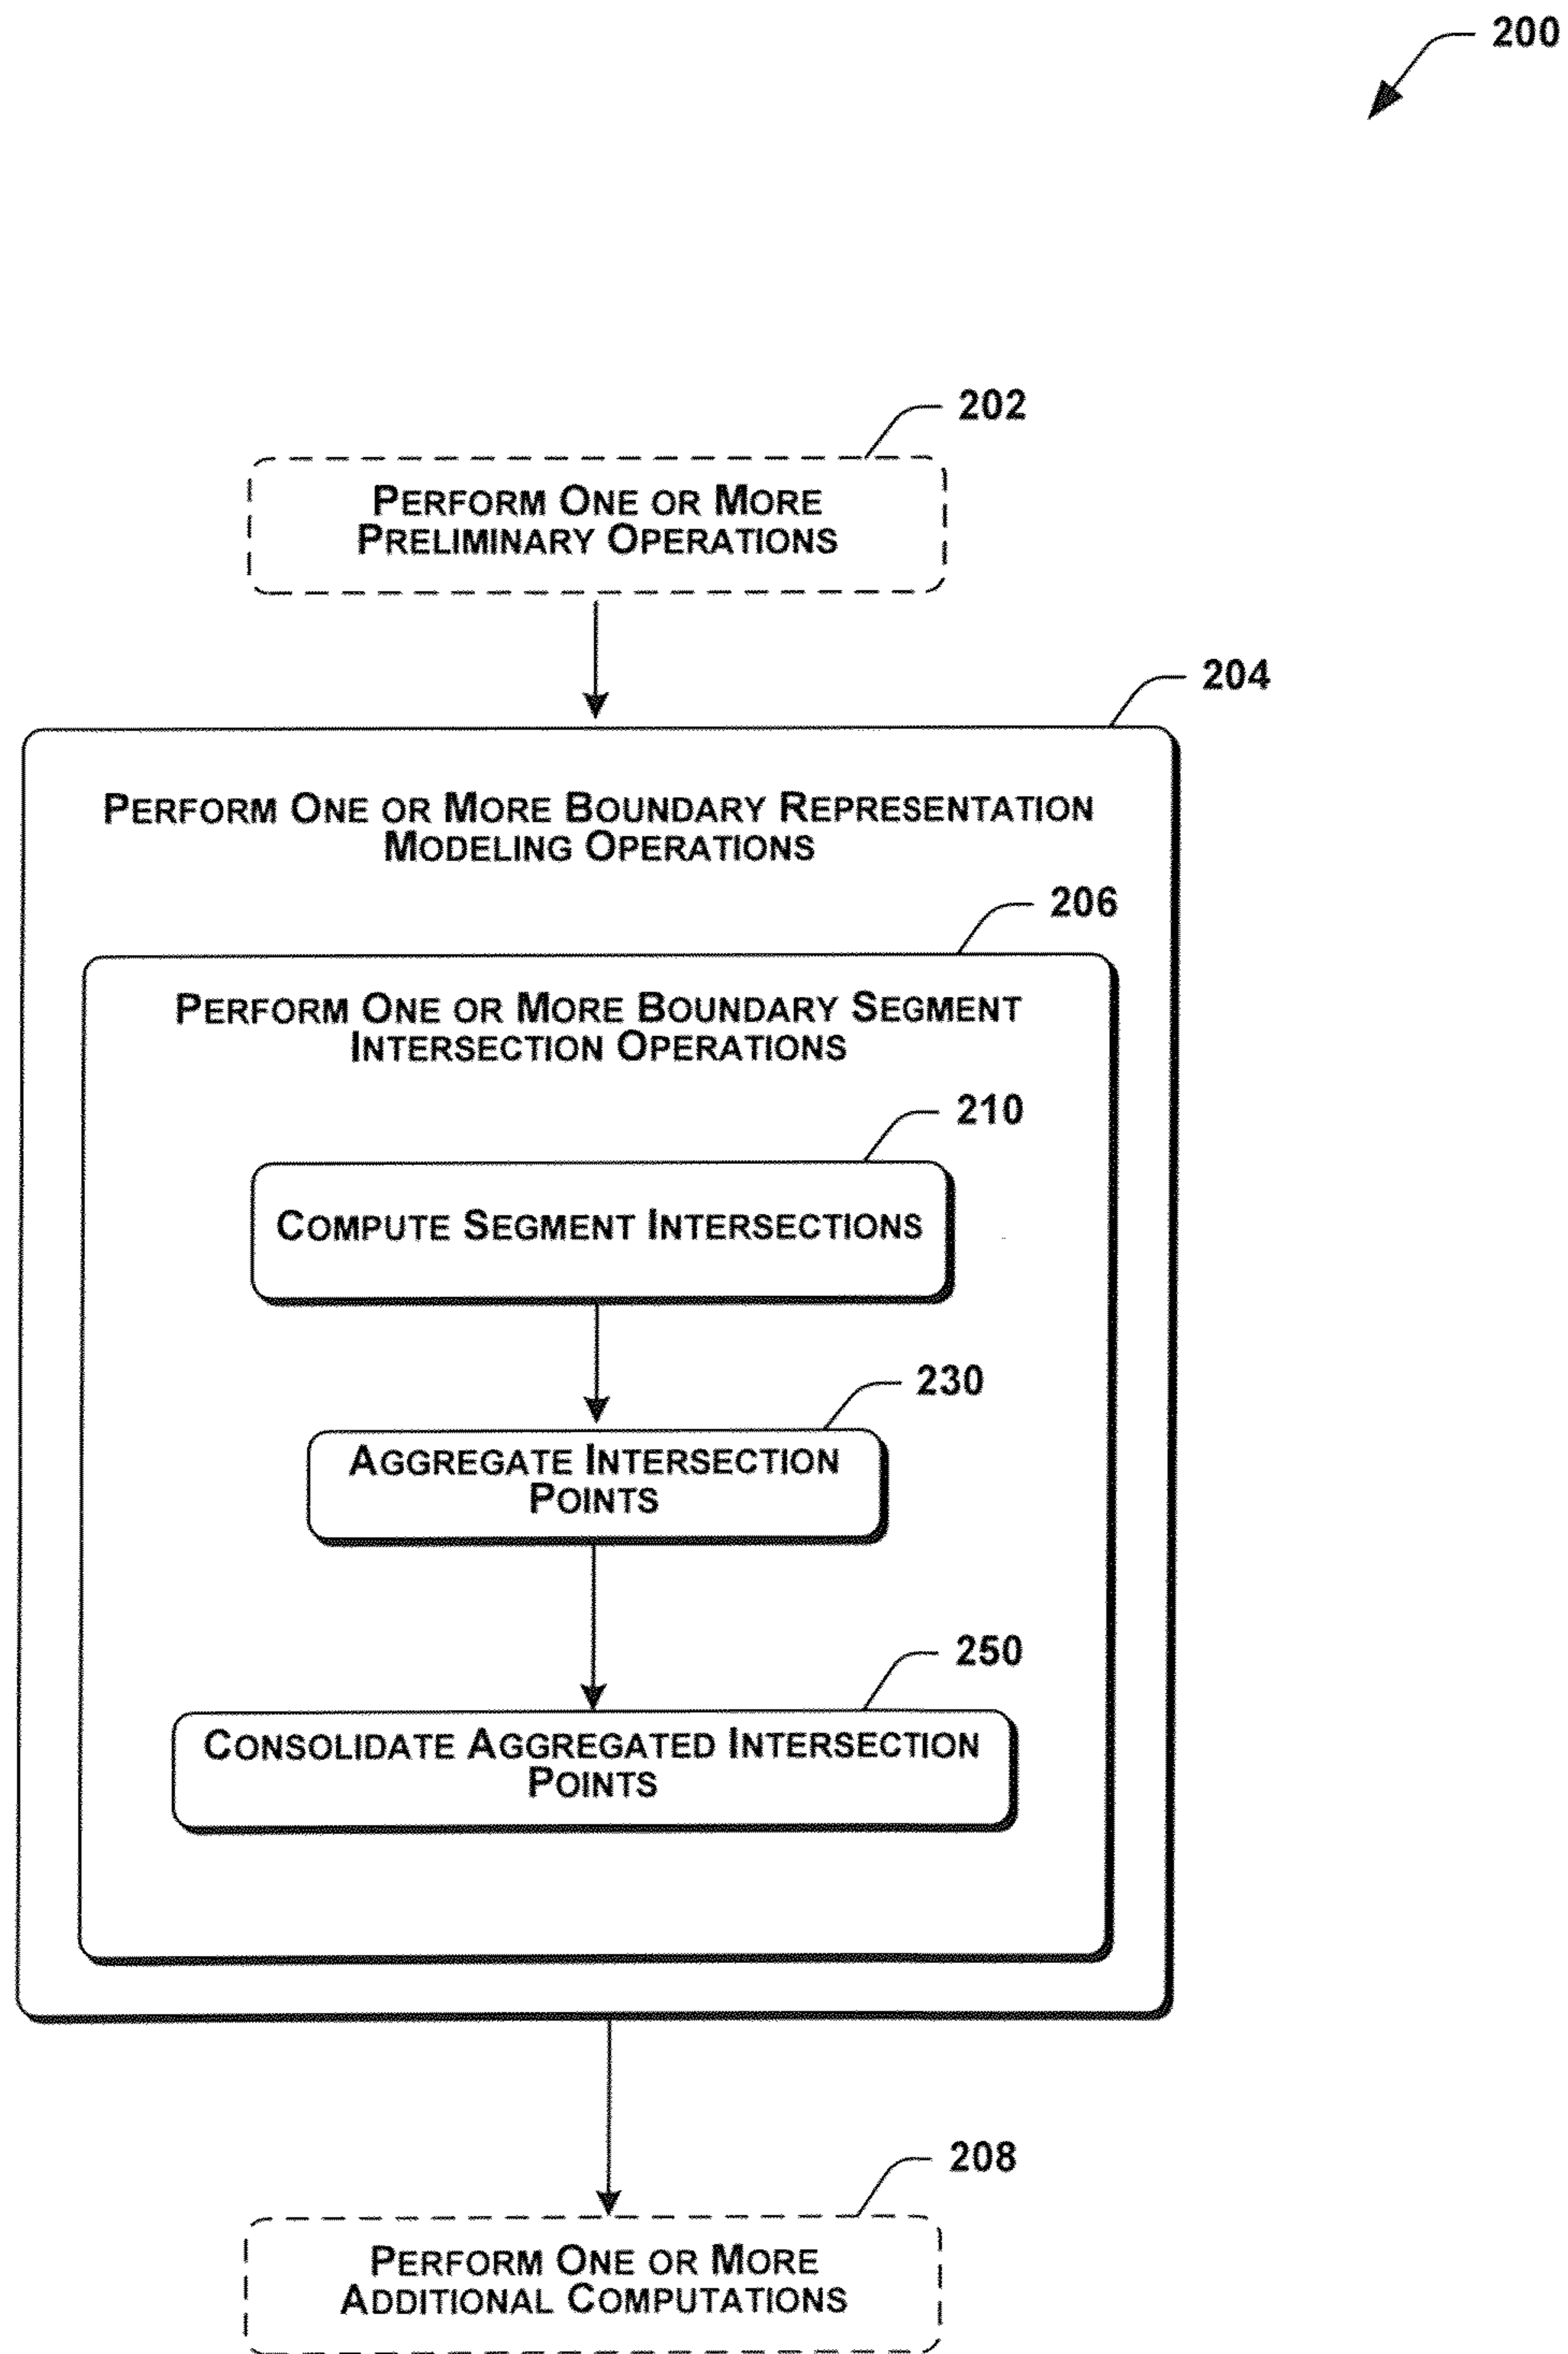 200
202
PERFORM ONE OR MORE
PRELIMINARY OPERATIONS
204
PERFORM ONE OR MORE BOUNDARY REPRESENTATION
MODELING OPERATIONS
206
PERFORM ONE OR MORE BOUNDARY SEGMENT
INTERSECTION OPERATIONS
210
COMPUTE SEGMENT INTERSECTIONS
230
AGGREGATE INTERSECTION
POINTS
250
CONSOLIDATE AGGREGATED INTERSECTION
POINTS
208
PERFORM ONE OR MORE
ADDITIONAL COMPUTATIONS